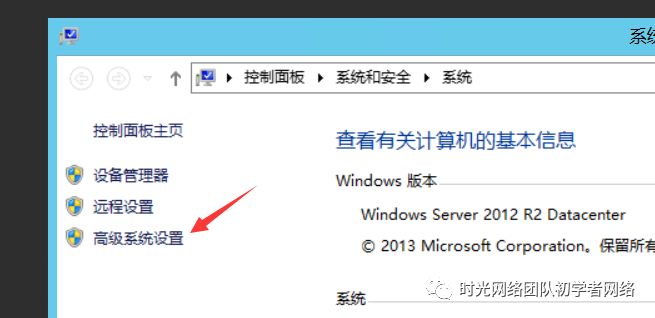 系统
控制面板 系统和安全 系统
控制面板主页
设备管理器
远程设置
高级系统设置
查看有关计算机的基本信息
Windows 版本
Windows Server 2012 R2 Datacenter
© 2013 Microsoft Corporation。保留所有
系统
时光网络团队初学者网络